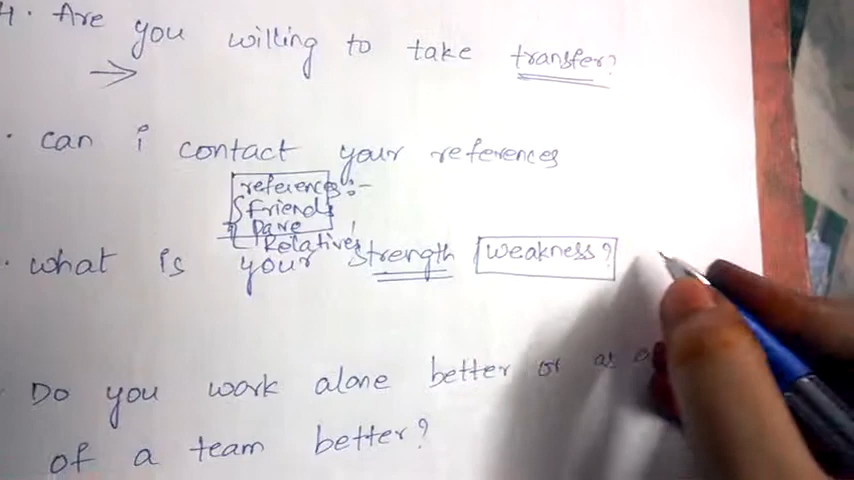 4. Are you willing to take transfer?
. can i contact your references
references:-
Friends
Relatives
. what is your strength weakness?
Do you work alone better or as
of a team better?